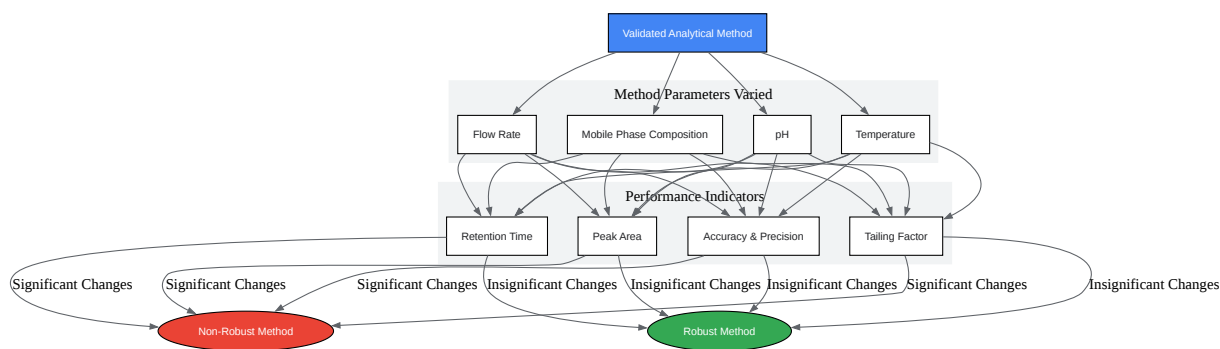 Validated Analytical Method
Method Parameters Varied
Flow Rate
Mobile Phase Composition
pH
Temperature
Performance Indicators
Retention Time
Peak Area
Accuracy & Precision
Tailing Factor
Significant Changes
Significant Changes
Significant Changes
Insignificant Changes
Insignificant Changes
Insignificant Changes
Significant Changes
Insignificant Changes
Non-Robust Method
Robust Method